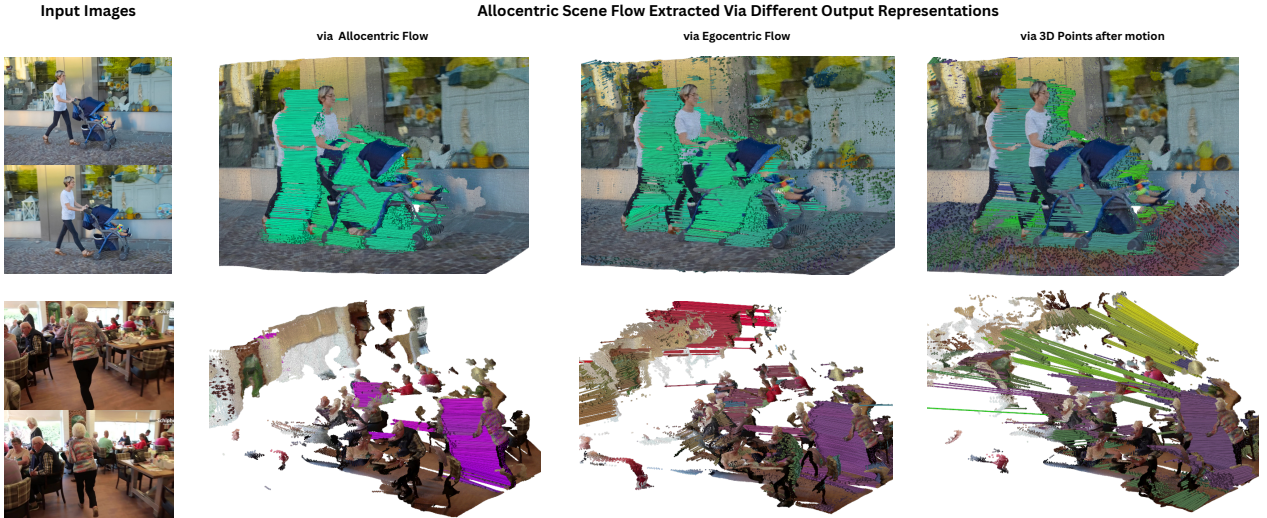 Input Images
Allocentric Scene Flow Extracted Via Different Output Representations
via Allocentric Flow
via Egocentric Flow
via 3D Points after motion